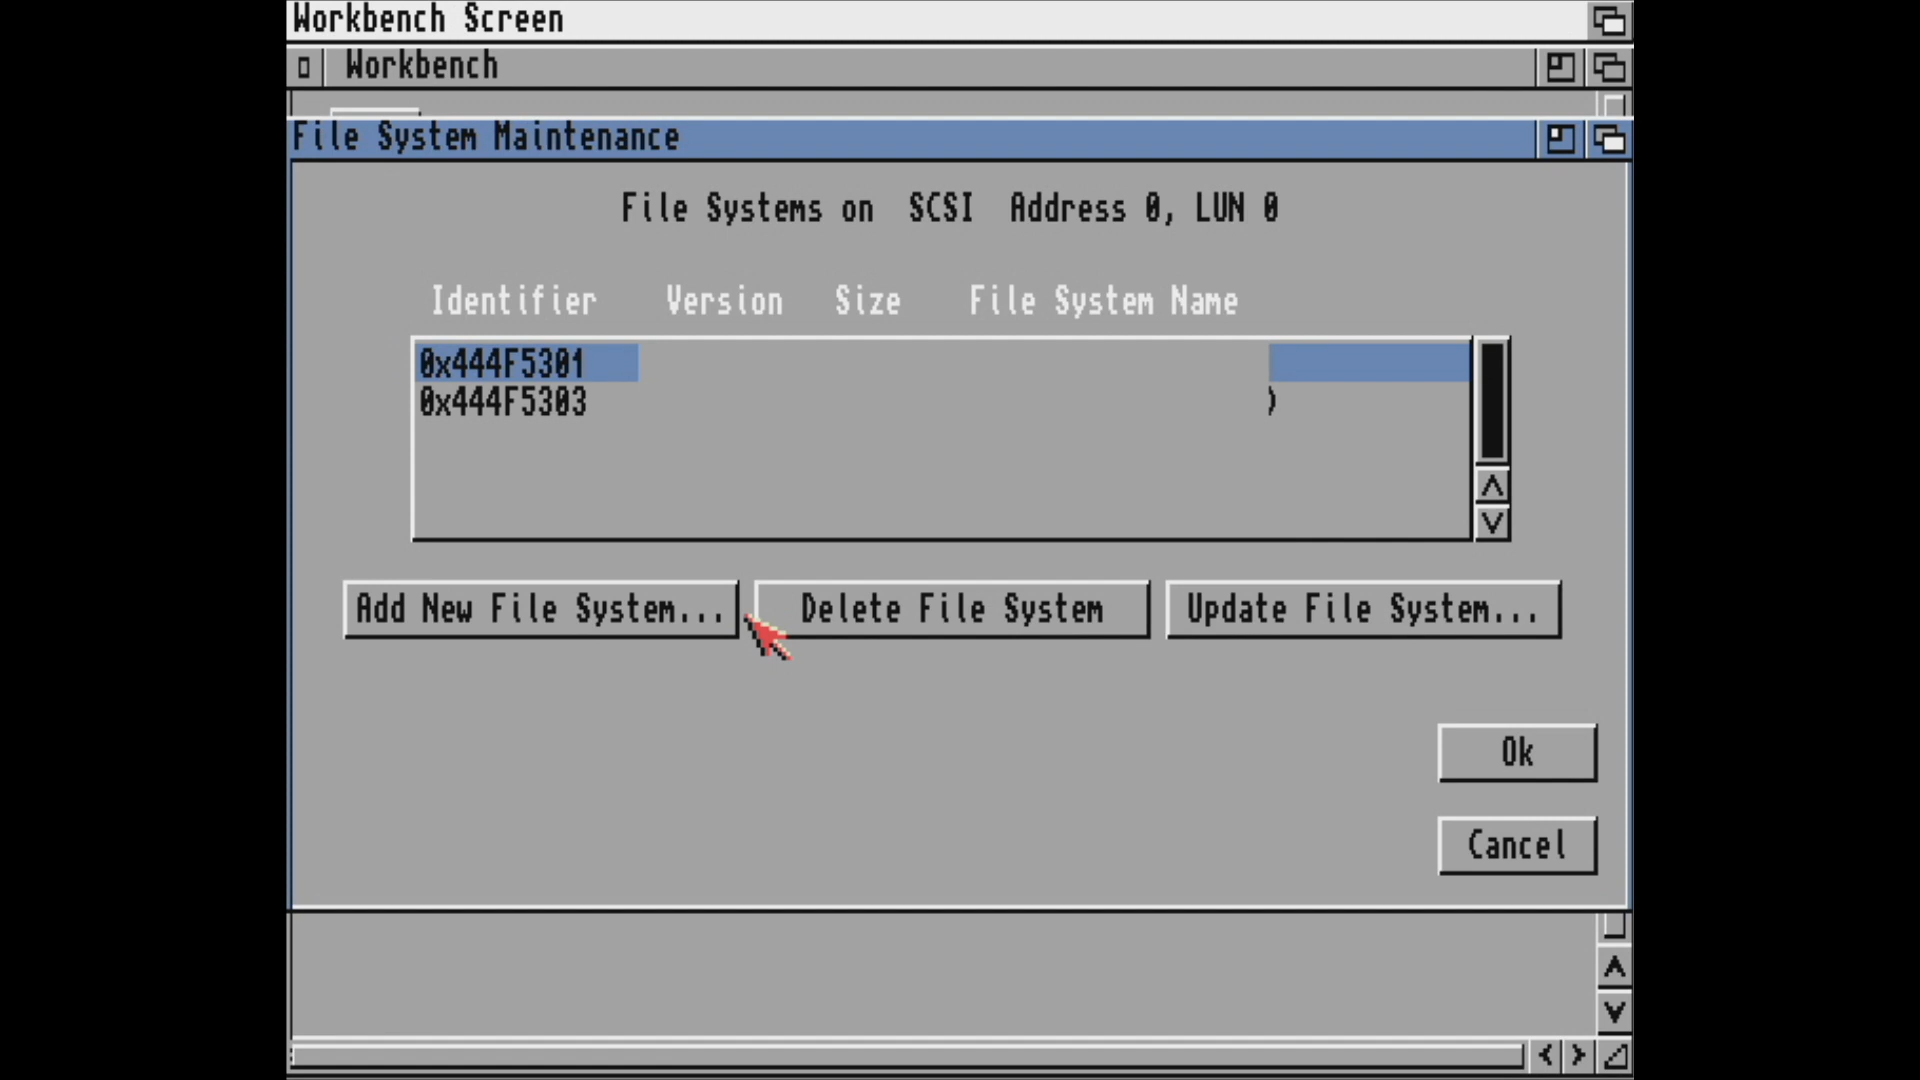 Workbench Screen
Workbench
File System Maintenance
File Systems on SCSI Address 0, LUN 0
Identifier Version Size File System Name
0x444F5301
0x444F5303 )
Add New File System... Delete File System Update File System...
Ok
Cancel